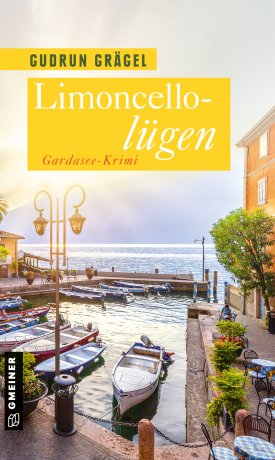 GUDRUN GRÄGEL
Limoncello-
lügen
Gardasee-Krimi
GMEINER